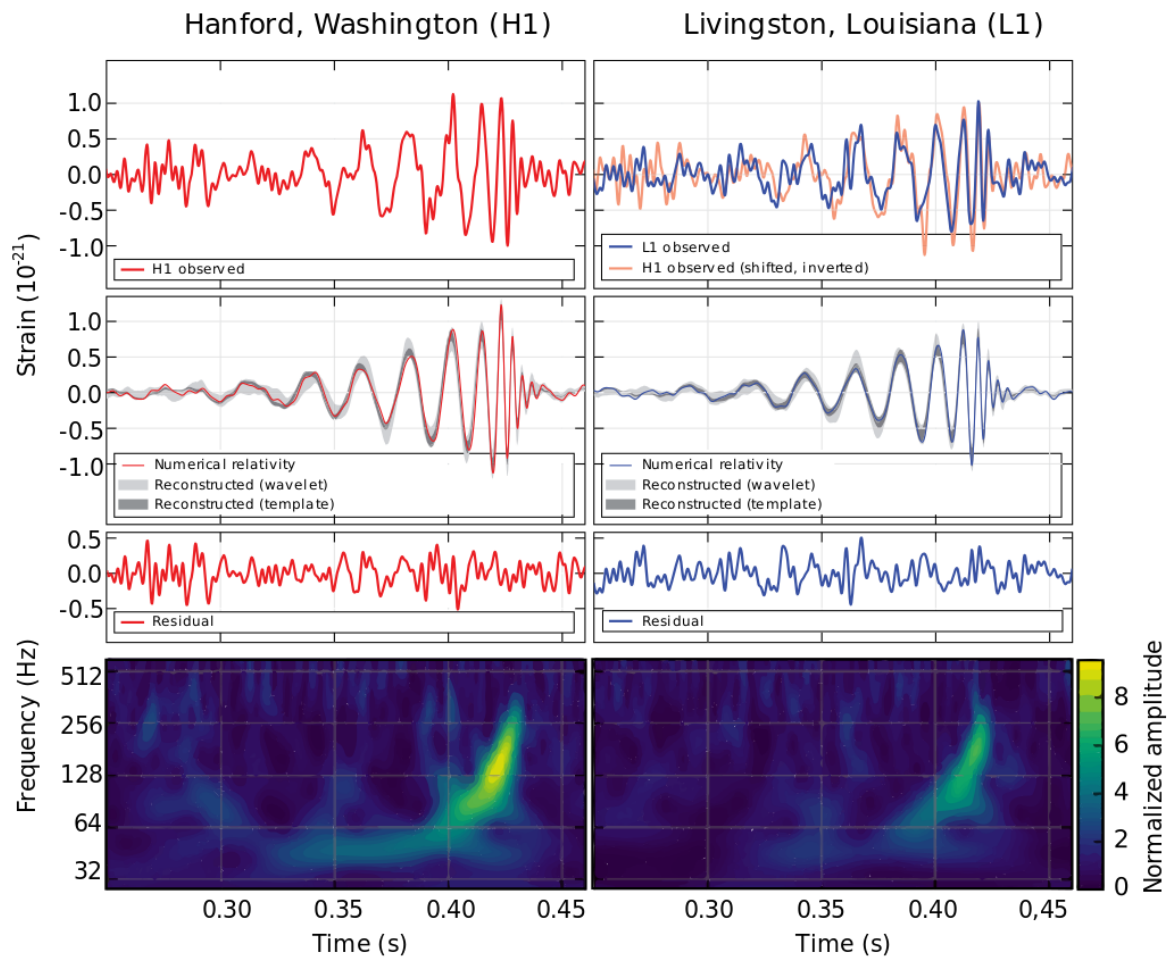 Hanford, Washington (H1)
Livingston, Louisiana (L1)
Strain (10⁻²¹)
1.0
0.5
0.0
-0.5
-1.0
H1 observed
L1 observed
H1 observed (shifted, inverted)
1.0
0.5
0.0
-0.5
-1.0
Numerical relativity
Reconstructed (wavelet)
Reconstructed (template)
Numerical relativity
Reconstructed (wavelet)
Reconstructed (template)
0.5
0.0
-0.5
Residual
Residual
Frequency (Hz)
512
256
128
64
32
Normalized amplitude
8
6
4
2
0
0.30 0.35 0.40 0.45
0.30 0.35 0.40 0,45
Time (s)
Time (s)